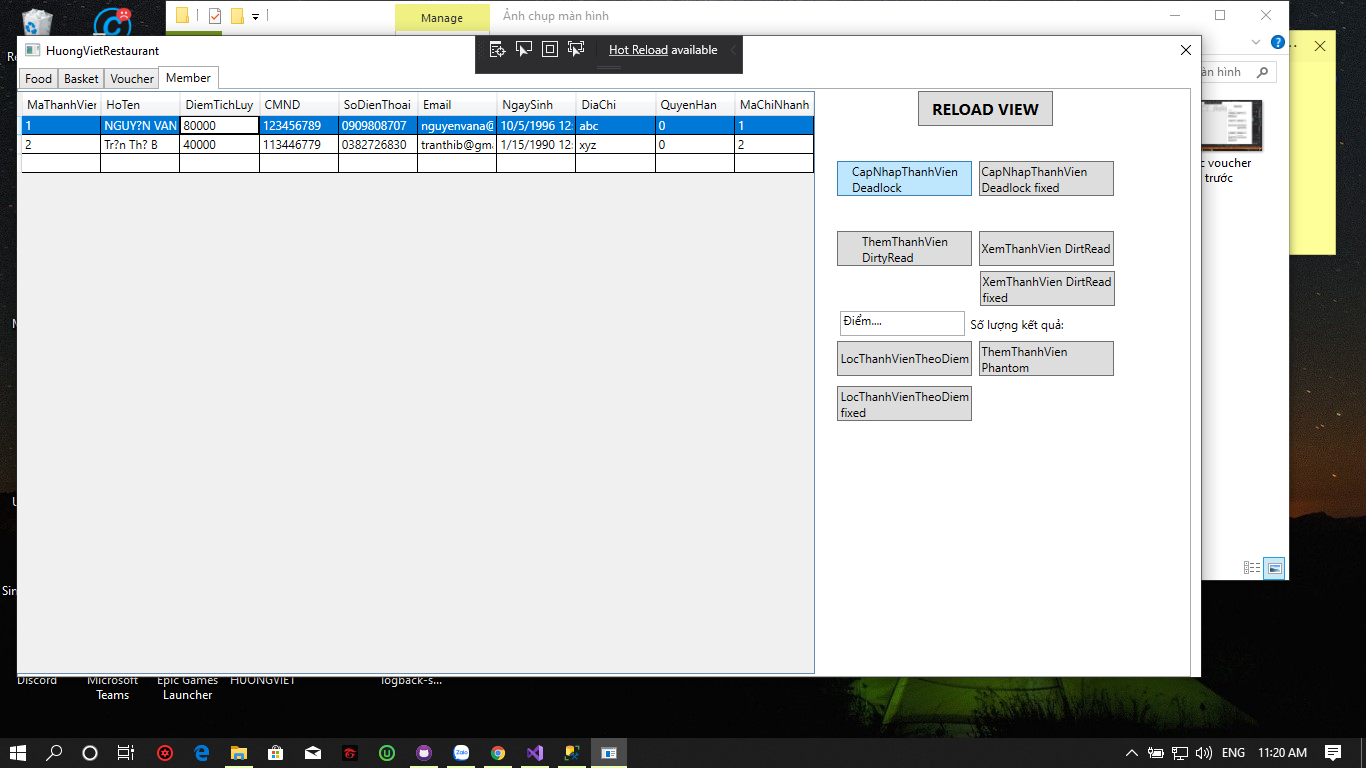 Manage
Ảnh chụp màn hình
HuongVietRestaurant
Hot Reload available
Food
Basket
Voucher
Member
MaThanhVien HoTen DiemTichLuy CMND SoDienThoai Email NgaySinh DiaChi QuyenHan MaChiNhanh
1 NGUY?N VAN 80000 123456789 0909808707 nguyenvana@ 10/5/1996 12: abc 0 1
2 Tr?n Th? B 40000 113446779 0382726830 tranthib@gma 1/15/1990 12: xyz 0 2
RELOAD VIEW
CapNhapThanhVien
Deadlock
CapNhapThanhVien
Deadlock fixed
ThemThanhVien
DirtyRead
XemThanhVien DirtRead
XemThanhVien DirtRead
fixed
Điểm....
Số lượng kết quả:
LocThanhVienTheoDiem
ThemThanhVien
Phantom
LocThanhVienTheoDiem
fixed
àn hình
c voucher
trước
Discord
Microsoft
Teams
Epic Games
Launcher
HUONGVIET
logback-s...
Zalo
ENG
11:20 AM